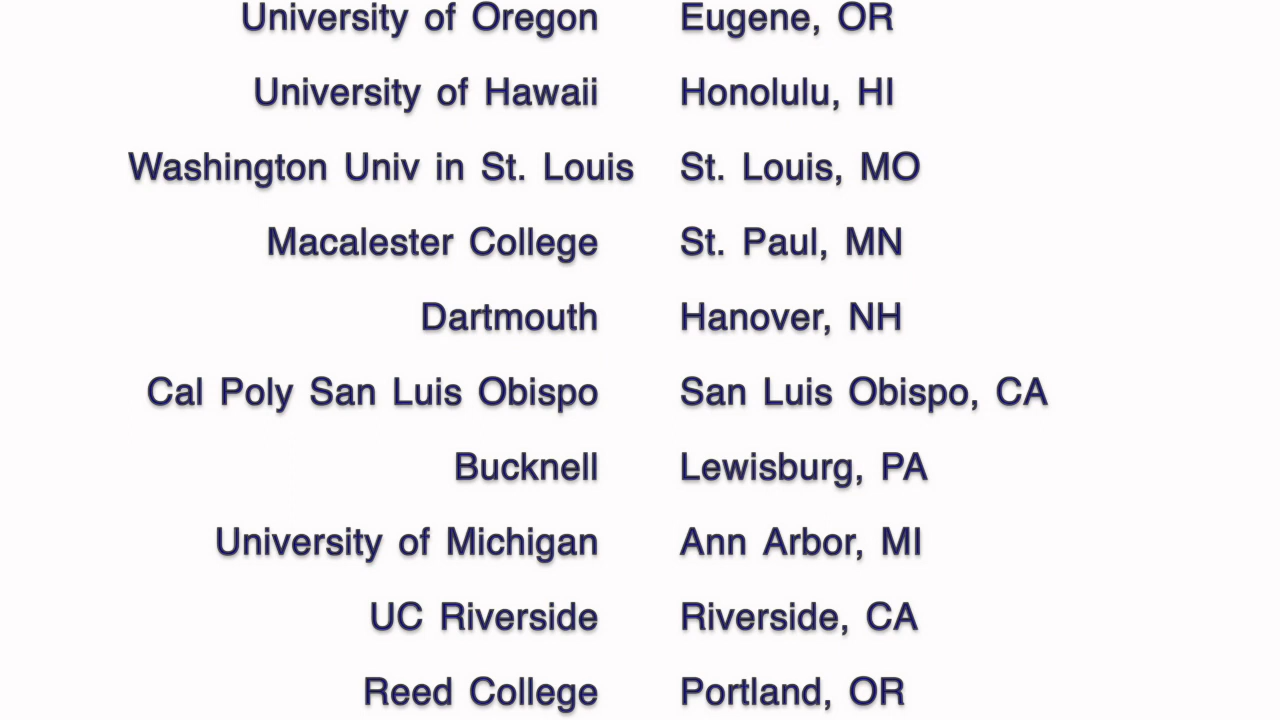 University of Oregon Eugene, OR
University of Hawaii Honolulu, HI
Washington Univ in St. Louis St. Louis, MO
Macalester College St. Paul, MN
Dartmouth Hanover, NH
Cal Poly San Luis Obispo San Luis Obispo, CA
Bucknell Lewisburg, PA
University of Michigan Ann Arbor, MI
UC Riverside Riverside, CA
Reed College Portland, OR